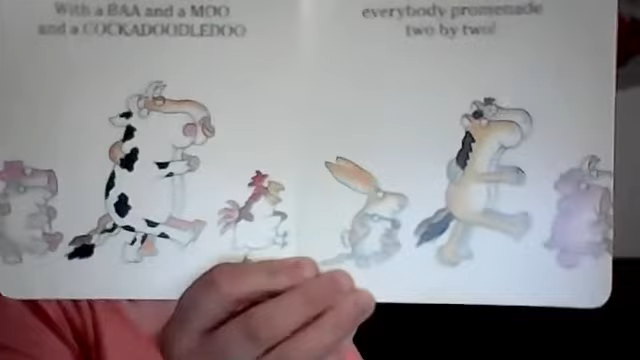 With a BAA and a MOO
and a COCKADOODLEDOO
everybody promenade
two by two!